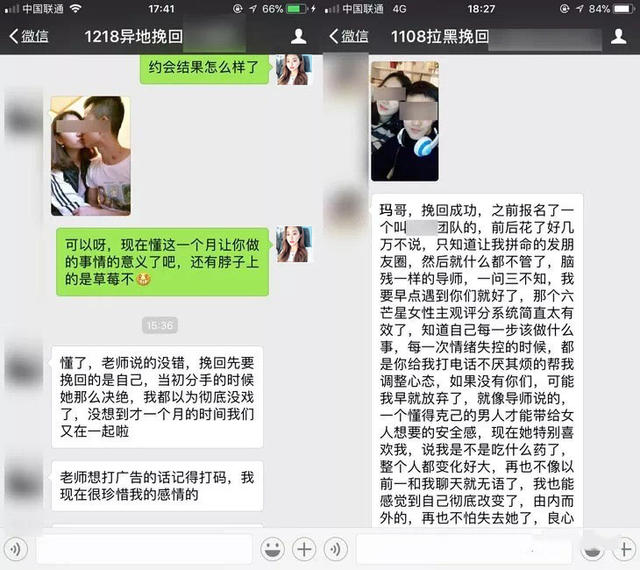 中国联通
17:41
66%
微信
1218异地挽回
约会结果怎么样了
可以呀，现在懂这一个月让你做
的事情的意义了吧，还有脖子上
的是草莓不
15:36
懂了，老师说的没错，挽回先要
挽回的是自己，当初分手的时候
她那么决绝，我都以为彻底没戏
了，没想到才一个月的时间我们
又在一起啦
老师想打广告的话记得打码，我
现在很珍惜我的感情的
中国联通 4G
18:27
84%
微信
1108拉黑挽回
玛哥，挽回成功，之前报名了一
个叫 团队的，前后花了好几
万不说，只知道让我拼命的发朋
友圈，然后就什么都不管了，脑
残一样的导师，一问三不知，我
要早点遇到你们就好了，那个六
芒星女性主观评分系统简直太有
效了，知道自己每一步该做什么
事，每一次情绪失控的时候，都
是你给我打电话不厌其烦的帮我
调整心态，如果没有你们，可能
我早就放弃了，就像导师说的，
一个懂得克己的男人才能带给女
人想要的安全感，现在她特别喜
欢我，说我是不是吃什么药了，
整个人都变化好大，再也不像以
前一和我聊天就无语了，我也能
感觉到自己彻底改变了，由内而
外的，再也不怕失去她了，良心